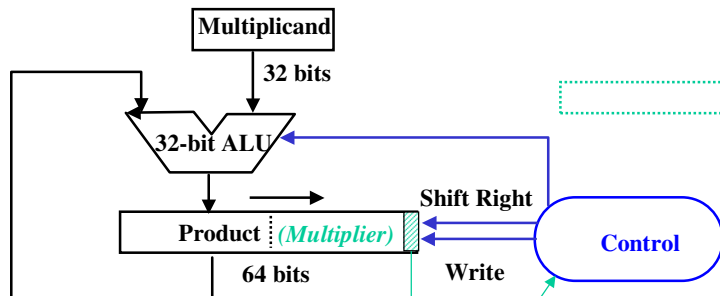 Multiplicand
32 bits
32-bit ALU
Shift Right
Product (Multiplier)
Control
64 bits
Write